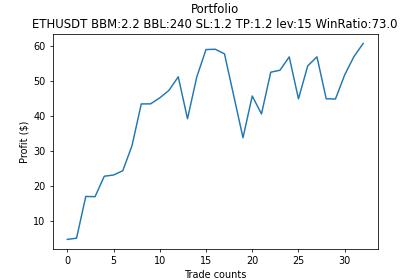 Portfolio
ETHUSDT BBM:2.2 BBL:240 SL:1.2 TP:1.2 lev:15 WinRatio:73.0
60
50
40
30
20
10
Profit ($)
0 5 10 15 20 25 30
Trade counts